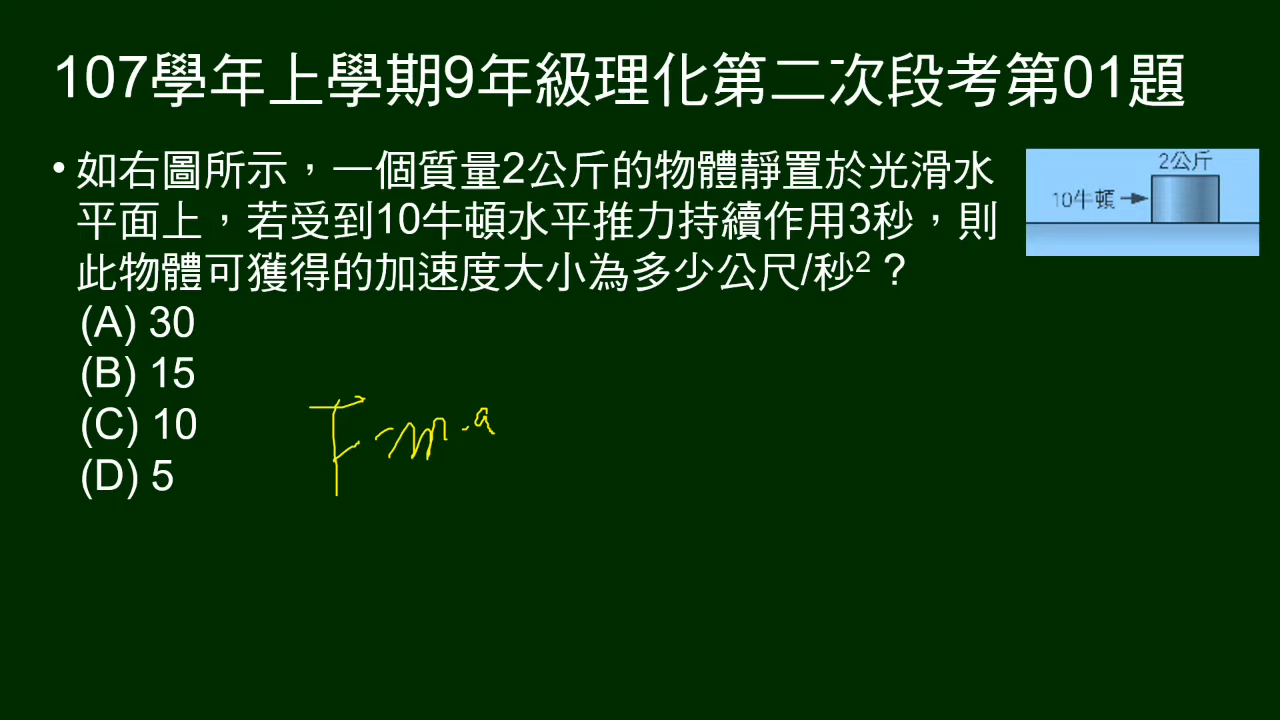 107學年上學期9年級理化第二次段考第01題
• 如右圖所示，一個質量2公斤的物體靜置於光滑水
平面上，若受到10牛頓水平推力持續作用3秒，則
此物體可獲得的加速度大小為多少公尺/秒²？
(A) 30
(B) 15
(C) 10
(D) 5
2公斤
10牛頓
F=m·a